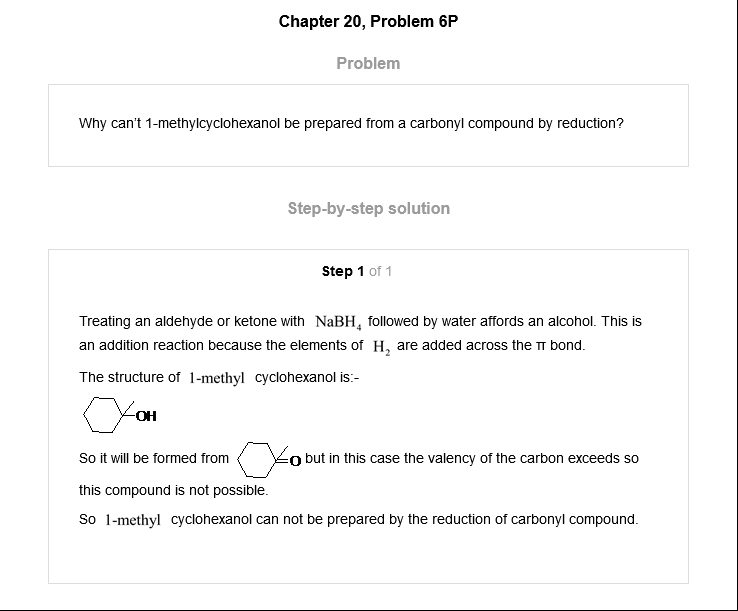 Chapter 20, Problem 6P
Problem
Why can't 1-methylcyclohexanol be prepared from a carbonyl compound by reduction?
Step-by-step solution
Step 1 of 1
Treating an aldehyde or ketone with NaBH₄ followed by water affords an alcohol. This is
an addition reaction because the elements of H₂ are added across the π bond.
The structure of 1-methyl cyclohexanol is:-
OH
So it will be formed from O but in this case the valency of the carbon exceeds so
this compound is not possible.
So 1-methyl cyclohexanol can not be prepared by the reduction of carbonyl compound.